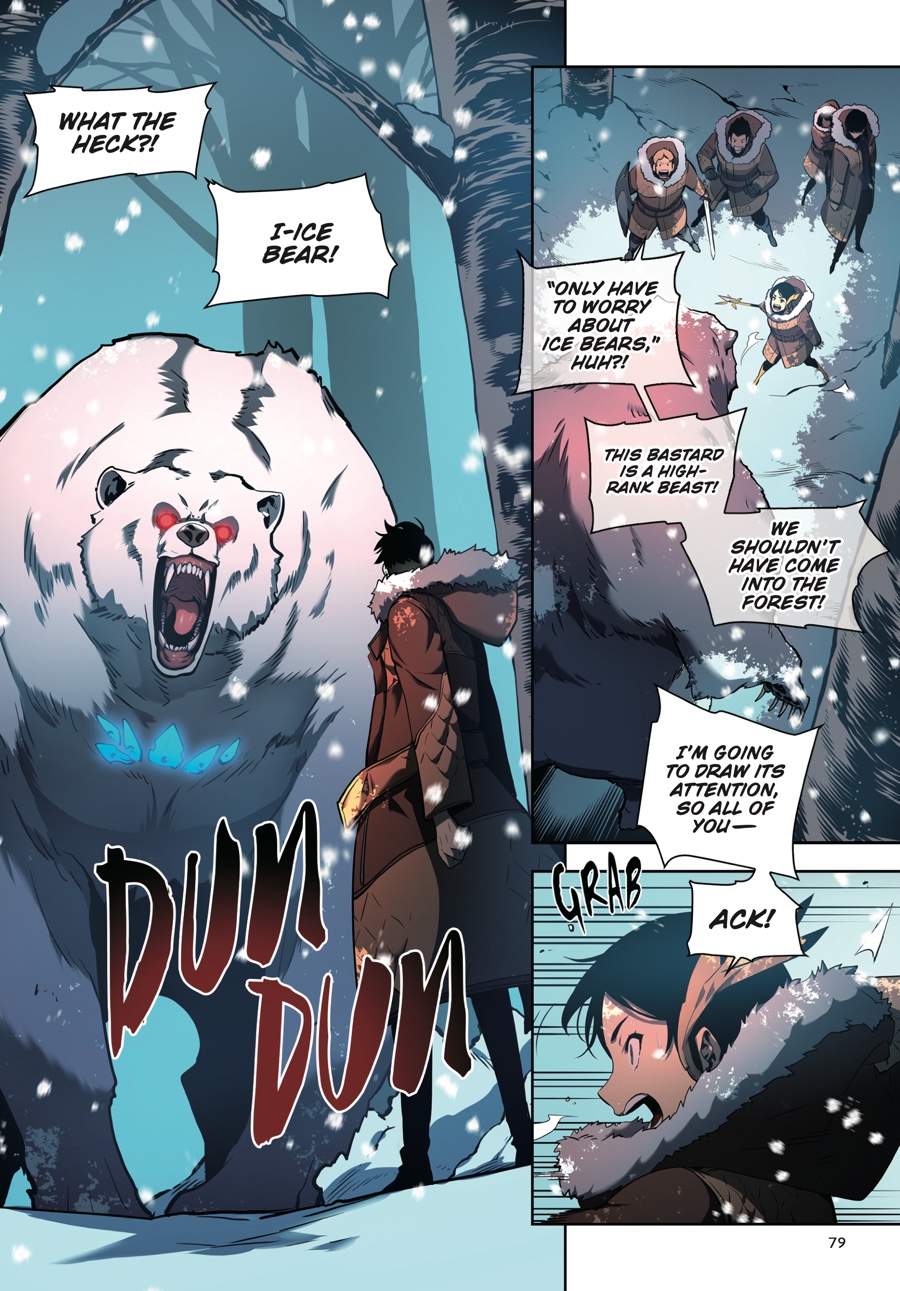 WHAT THE
HECK?!
I-ICE
BEAR!
DUN
DUN
"ONLY HAVE
TO WORRY
ABOUT
ICE BEARS,"
HUH?!
THIS BASTARD
IS A HIGH-
RANK BEAST!
WE
SHOULDN'T
HAVE COME
INTO THE
FOREST!
I'M GOING
TO DRAW ITS
ATTENTION,
SO ALL OF
YOU—
GRAB
ACK!
79